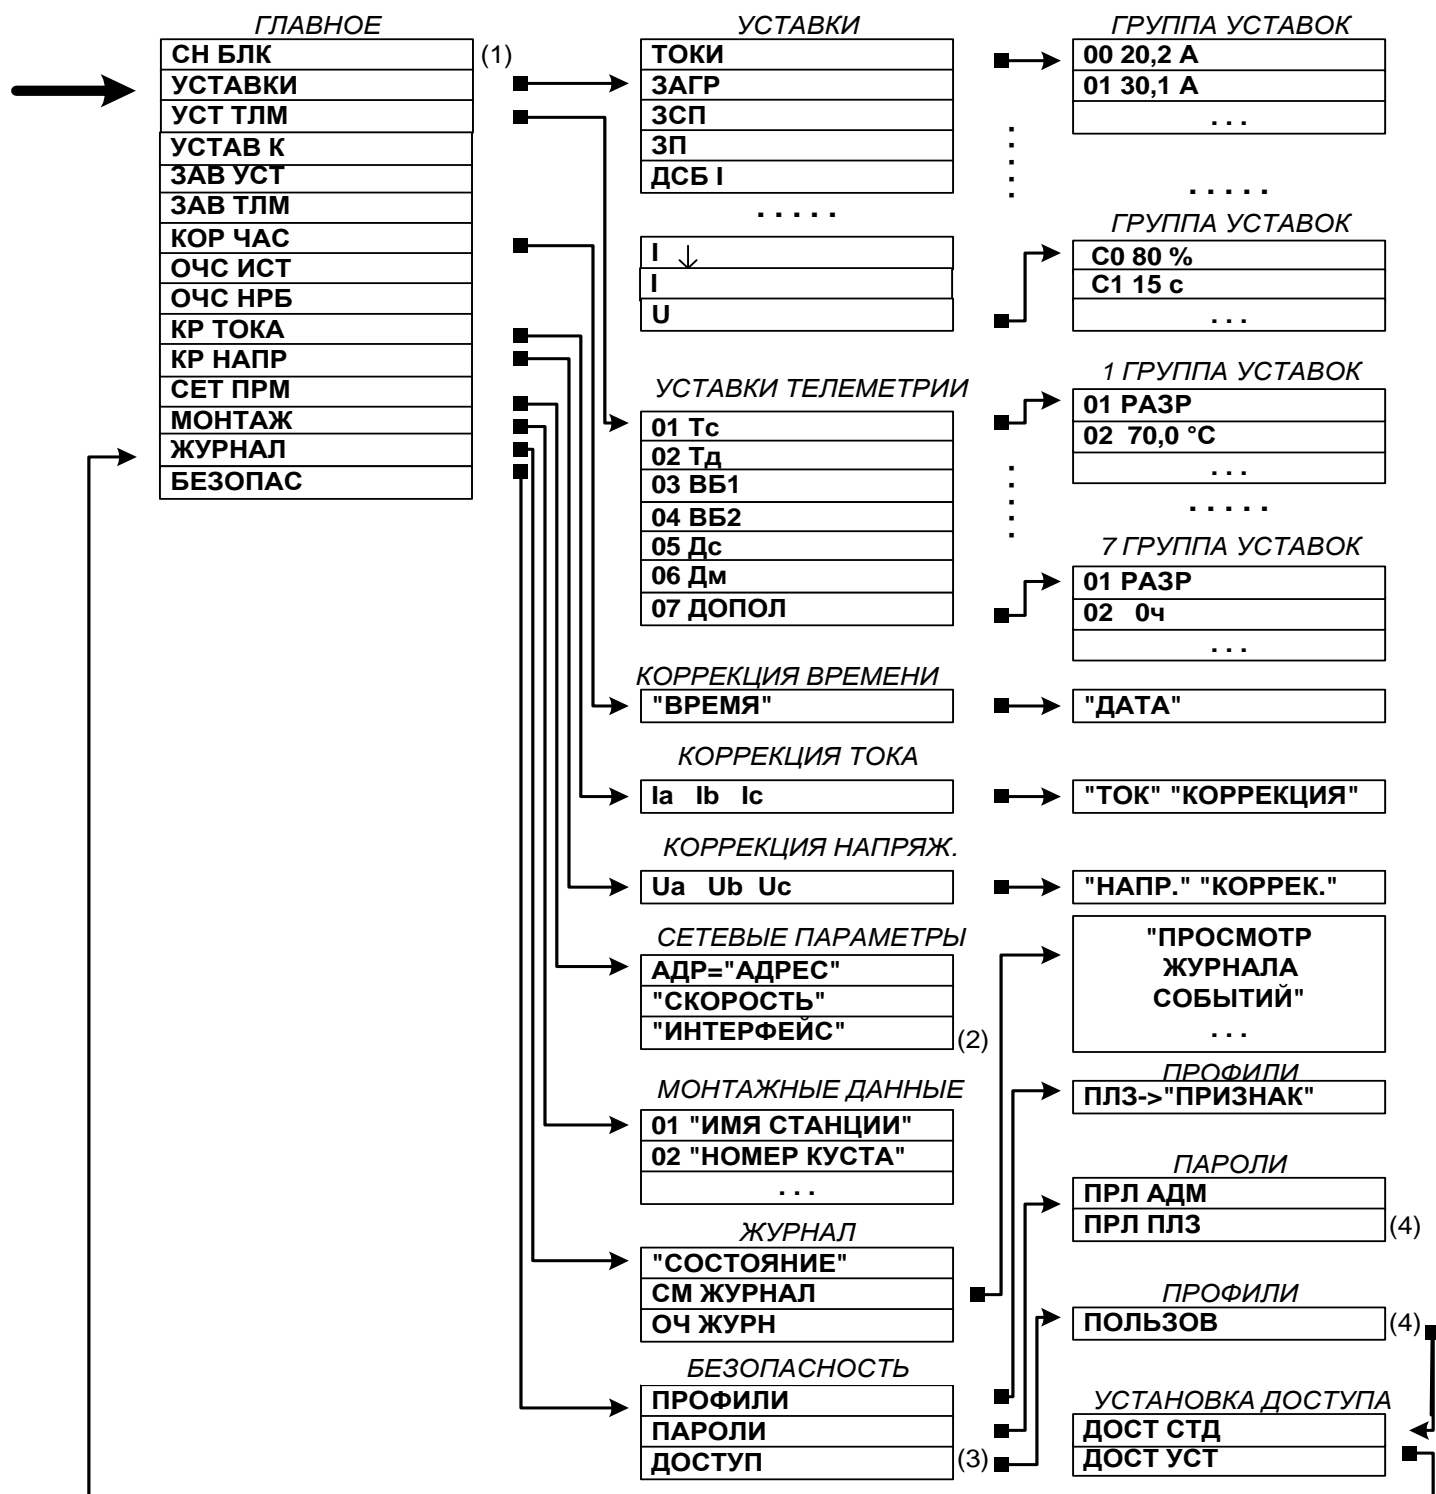 ГЛАВНОЕ
СН БЛК
(1)
УСТАВКИ
УСТ ТЛМ
УСТАВ К
ЗАВ УСТ
ЗАВ ТЛМ
КОР ЧАС
ОЧС ИСТ
ОЧС НРБ
КР ТОКА
КР НАПР
СЕТ ПРМ
МОНТАЖ
ЖУРНАЛ
БЕЗОПАС
УСТАВКИ
ТОКИ
ЗАГР
ЗСП
ЗП
ДСБ I
. . . . .
I ↓
I
U
УСТАВКИ ТЕЛЕМЕТРИИ
01 Тс
02 Тд
03 ВБ1
04 ВБ2
05 Дс
06 Дм
07 ДОПОЛ
КОРРЕКЦИЯ ВРЕМЕНИ
"ВРЕМЯ"
КОРРЕКЦИЯ ТОКА
Ia Ib Ic
КОРРЕКЦИЯ НАПРЯЖ.
Ua Ub Uc
СЕТЕВЫЕ ПАРАМЕТРЫ
АДР="АДРЕС"
"СКОРОСТЬ"
"ИНТЕРФЕЙС"
(2)
МОНТАЖНЫЕ ДАННЫЕ
01 "ИМЯ СТАНЦИИ"
02 "НОМЕР КУСТА"
. . .
ЖУРНАЛ
"СОСТОЯНИЕ"
СМ ЖУРНАЛ
ОЧ ЖУРН
БЕЗОПАСНОСТЬ
ПРОФИЛИ
ПАРОЛИ
ДОСТУП
(3)
ГРУППА УСТАВОК
00 20,2 А
01 30,1 А
. . .
. . . . .
ГРУППА УСТАВОК
С0 80 %
С1 15 с
. . .
1 ГРУППА УСТАВОК
01 РАЗР
02 70,0 °С
. . .
. . . . .
7 ГРУППА УСТАВОК
01 РАЗР
02 0ч
. . .
"ДАТА"
"ТОК" "КОРРЕКЦИЯ"
"НАПР." "КОРРЕК."
"ПРОСМОТР
ЖУРНАЛА
СОБЫТИЙ"
. . .
ПРОФИЛИ
ПЛЗ->"ПРИЗНАК"
ПАРОЛИ
ПРЛ АДМ
ПРЛ ПЛЗ
(4)
ПРОФИЛИ
ПОЛЬЗОВ
(4)
УСТАНОВКА ДОСТУПА
ДОСТ СТД
ДОСТ УСТ